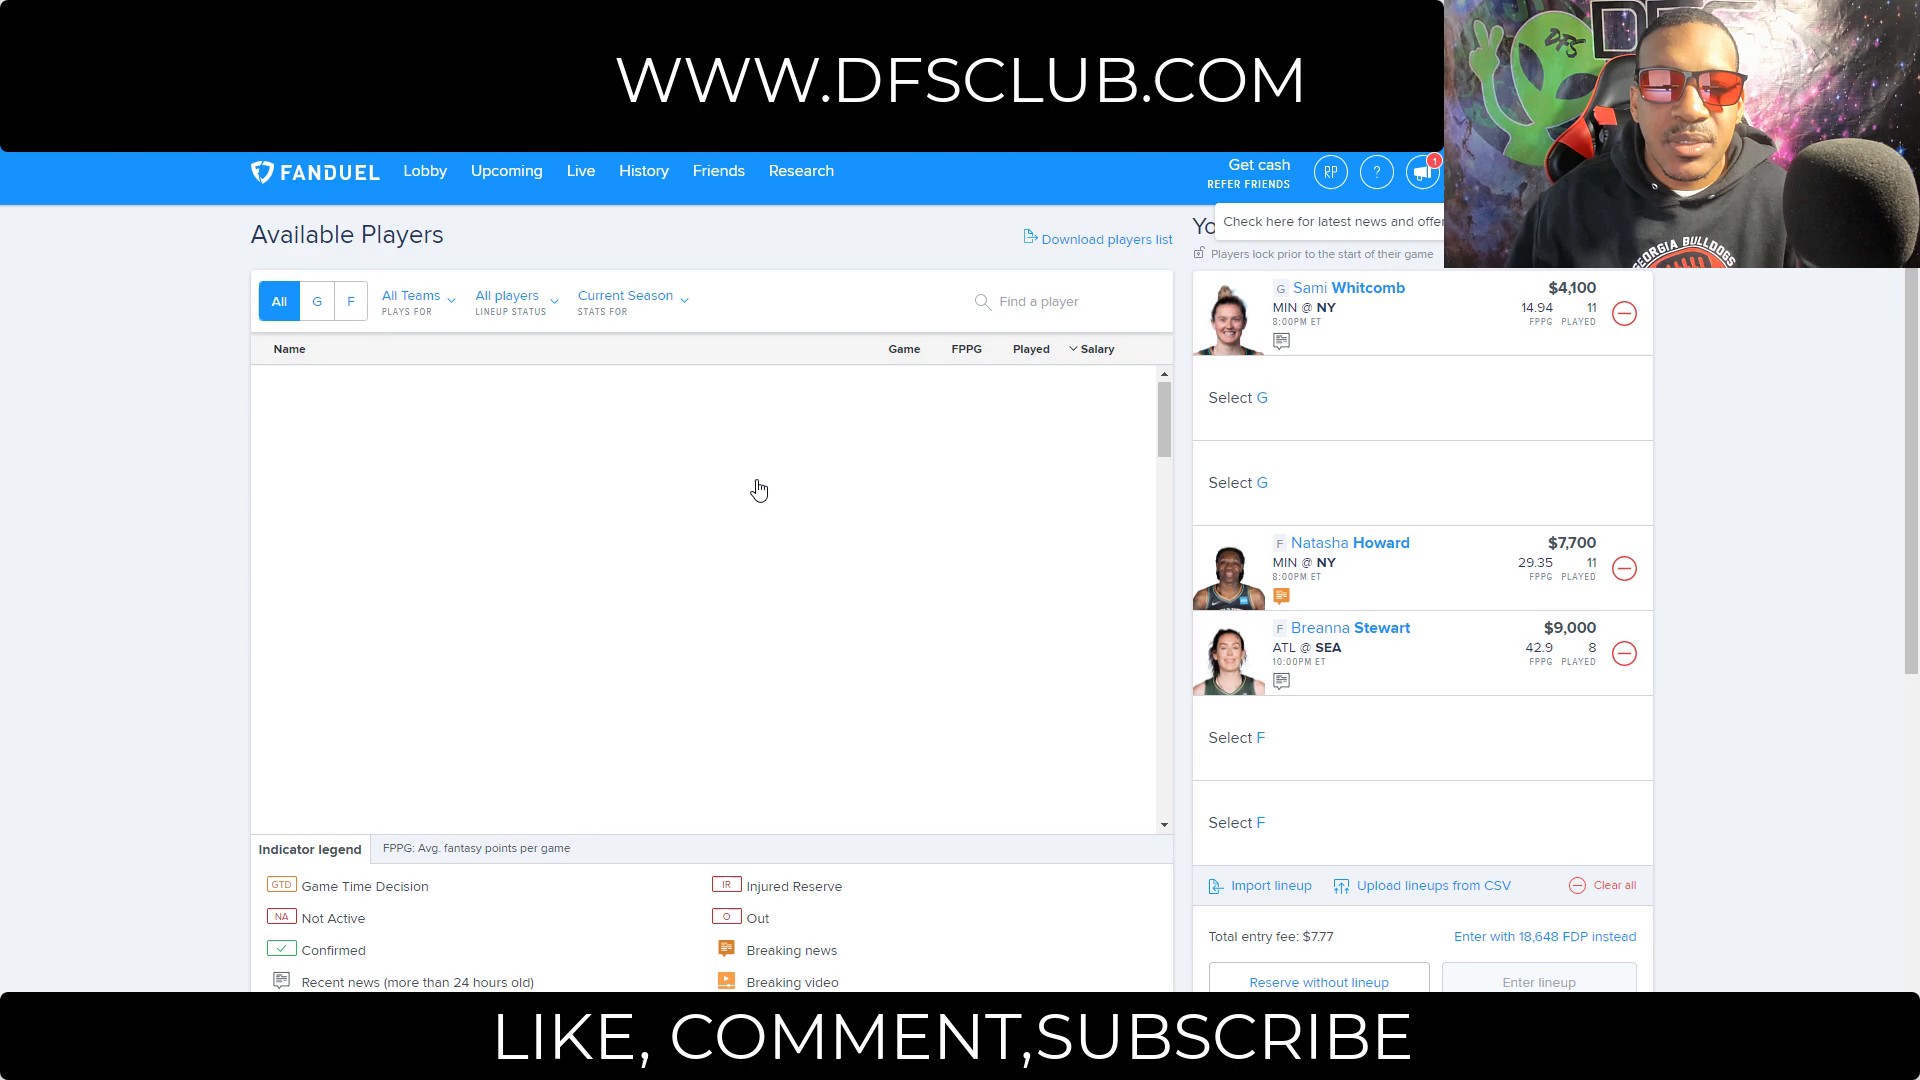 WWW.DFSCLUB.COM
DFS
FANDUEL Lobby Upcoming Live History Friends Research
Get cash
REFER FRIENDS
RP ? 1
Check here for latest news and offer
Available Players
Download players list
Yo
Players lock prior to the start of their game
GEORGIA BULLDOGS
All G F
All Teams
PLAYS FOR
All players
LINEUP STATUS
Current Season
STATS FOR
Find a player
Name Game FPPG Played Salary
G Sami Whitcomb $4,100
MIN @ NY 14.94 11
8:00PM ET FPPG PLAYED
Select G
Select G
F Natasha Howard $7,700
MIN @ NY 29.35 11
8:00PM ET FPPG PLAYED
F Breanna Stewart $9,000
ATL @ SEA 42.9 8
10:00PM ET FPPG PLAYED
Select F
Select F
Indicator legend FPPG: Avg. fantasy points per game
GTD Game Time Decision
IR Injured Reserve
NA Not Active
O Out
Confirmed
Breaking news
Recent news (more than 24 hours old)
Breaking video
Import lineup Upload lineups from CSV Clear all
Total entry fee: $7.77 Enter with 18,648 FDP instead
Reserve without lineup Enter lineup
LIKE, COMMENT,SUBSCRIBE